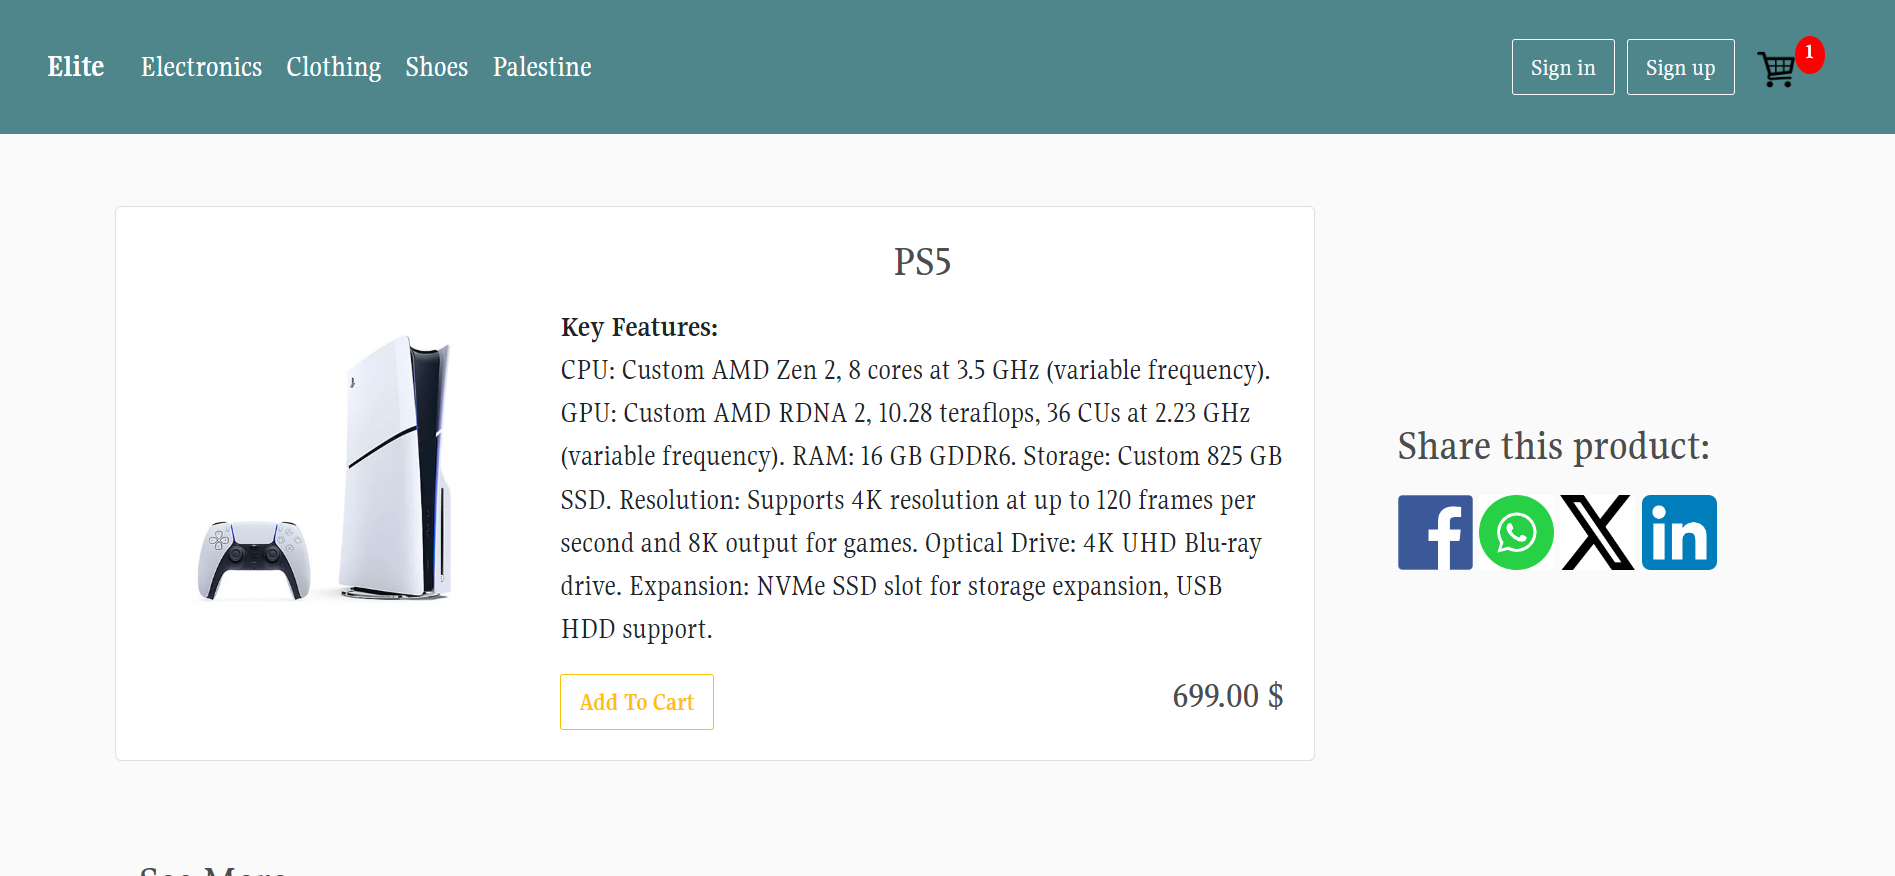 Elite Electronics Clothing Shoes Palestine Sign in Sign up 1
PS5
Key Features:
CPU: Custom AMD Zen 2, 8 cores at 3.5 GHz (variable frequency).
GPU: Custom AMD RDNA 2, 10.28 teraflops, 36 CUs at 2.23 GHz
(variable frequency). RAM: 16 GB GDDR6. Storage: Custom 825 GB
SSD. Resolution: Supports 4K resolution at up to 120 frames per
second and 8K output for games. Optical Drive: 4K UHD Blu-ray
drive. Expansion: NVMe SSD slot for storage expansion, USB
HDD support.
Add To Cart 699.00 $
Share this product:
f X in
See More